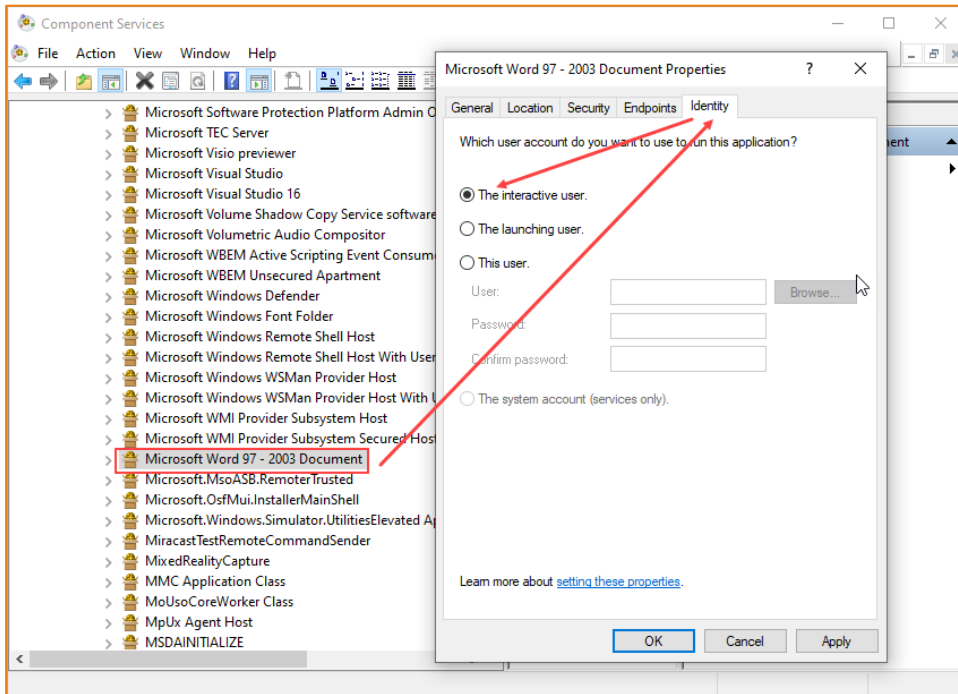 Component Services
File Action View Window Help
Microsoft Software Protection Platform Admin O
Microsoft TEC Server
Microsoft Visio previewer
Microsoft Visual Studio
Microsoft Visual Studio 16
Microsoft Volume Shadow Copy Service software
Microsoft Volumetric Audio Compositor
Microsoft WBEM Active Scripting Event Consum
Microsoft WBEM Unsecured Apartment
Microsoft Windows Defender
Microsoft Windows Font Folder
Microsoft Windows Remote Shell Host
Microsoft Windows Remote Shell Host With User
Microsoft Windows WSMan Provider Host
Microsoft Windows WSMan Provider Host With
Microsoft WMI Provider Subsystem Host
Microsoft WMI Provider Subsystem Secured Host
Microsoft Word 97 - 2003 Document
Microsoft.MsoASB.RemoterTrusted
Microsoft.OsfMui.InstallerMainShell
Microsoft.Windows.Simulator.UtilitiesElevated Ap
MiracastTestRemoteCommandSender
MixedRealityCapture
MMC Application Class
MoUsoCoreWorker Class
MpUx Agent Host
MSDAINITIALIZE
Microsoft Word 97 - 2003 Document Properties
General Location Security Endpoints Identity
Which user account do you want to use to run this application?
The interactive user.
The launching user.
This user.
User:
Browse...
Password:
Confirm password:
The system account (services only).
Learn more about setting these properties.
OK Cancel Apply
ent